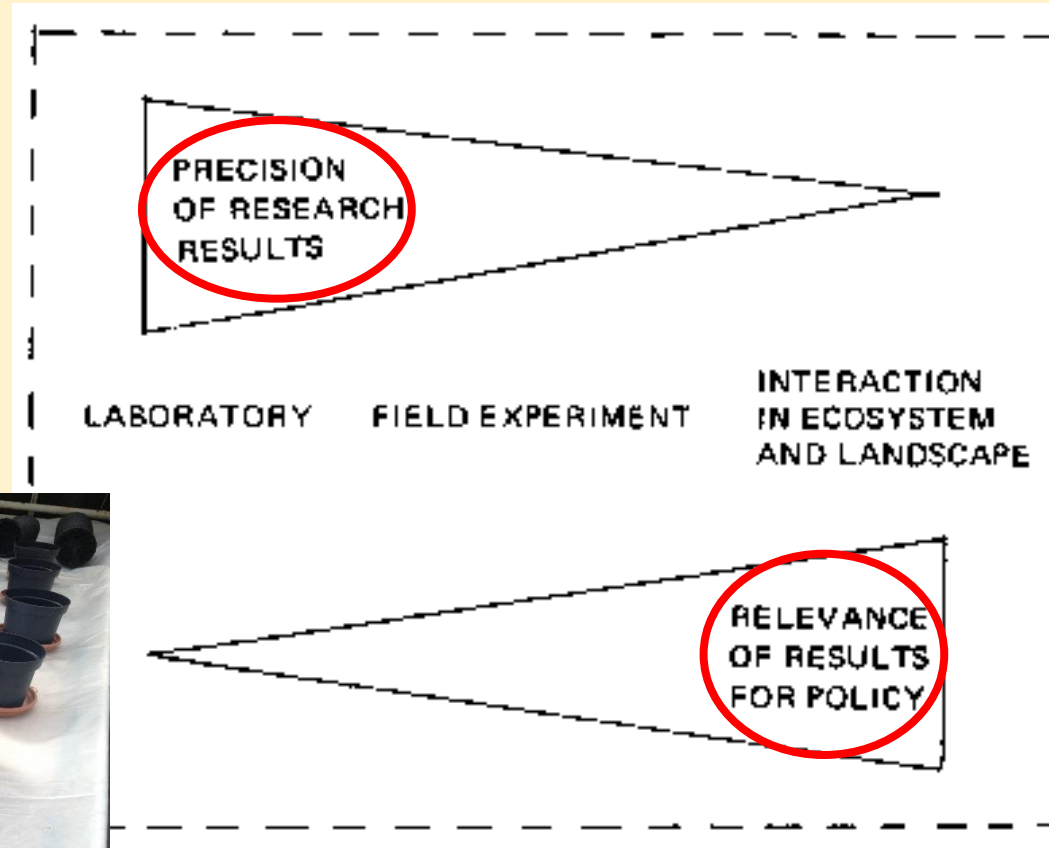 PRECISION
OF RESEARCH
RESULTS
LABORATORY
FIELD EXPERIMENT
INTERACTION
IN ECOSYSTEM
AND LANDSCAPE
RELEVANCE
OF RESULTS
FOR POLICY